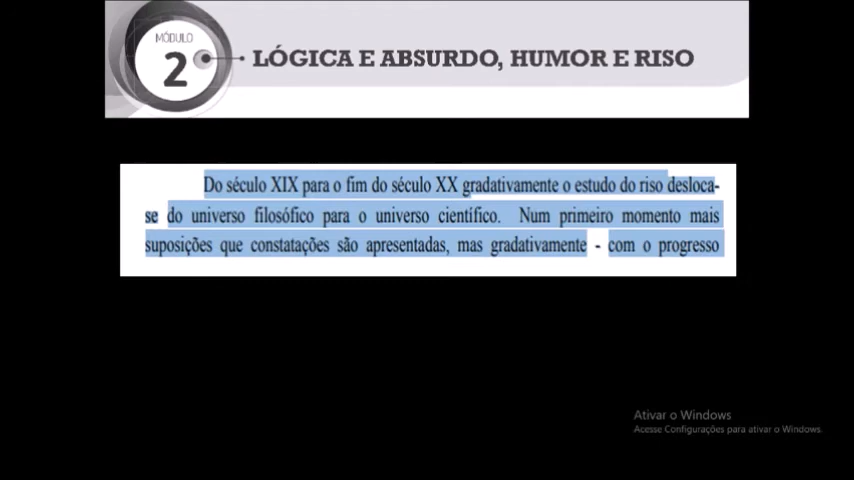 MÓDULO
2
LÓGICA E ABSURDO, HUMOR E RISO
Do século XIX para o fim do século XX gradativamente o estudo do riso desloca-
se do universo filosófico para o universo científico. Num primeiro momento mais
suposições que constatações são apresentadas, mas gradativamente - com o progresso
Ativar o Windows
Acesse Configurações para ativar o Windows.